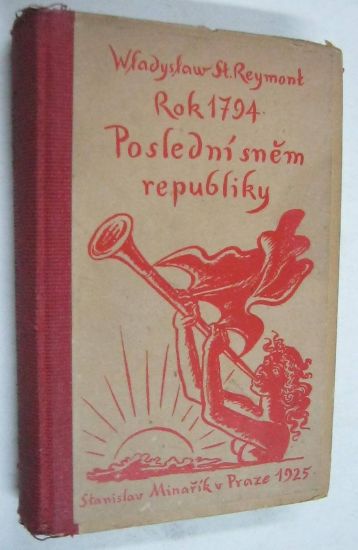 Władysław St. Reymont
Rok 1794.
Poslední sněm
republiky
Stanislav Minařík v Praze 1925.